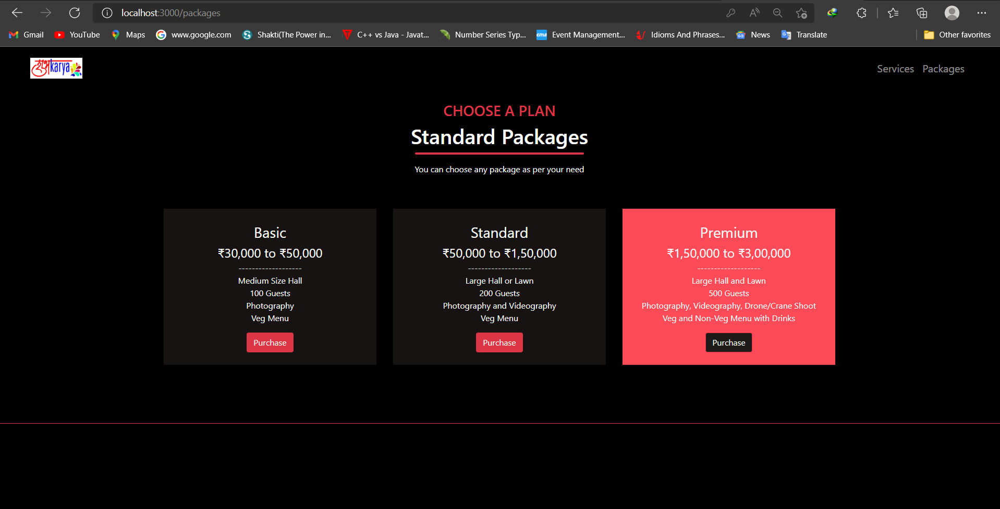 localhost:3000/packages
Gmail YouTube Maps www.google.com Shakti(The Power in... C++ vs Java - Javat... Number Series Typ... Event Management... Idioms And Phrases... News Translate Other favorites
शुभkarya
Services Packages
CHOOSE A PLAN
Standard Packages
You can choose any package as per your need
Basic
₹30,000 to ₹50,000
-------------------
Medium Size Hall
100 Guests
Photography
Veg Menu
Purchase
Standard
₹50,000 to ₹1,50,000
-------------------
Large Hall or Lawn
200 Guests
Photography and Videography
Veg Menu
Purchase
Premium
₹1,50,000 to ₹3,00,000
-------------------
Large Hall and Lawn
500 Guests
Photography, Videography, Drone/Crane Shoot
Veg and Non-Veg Menu with Drinks
Purchase